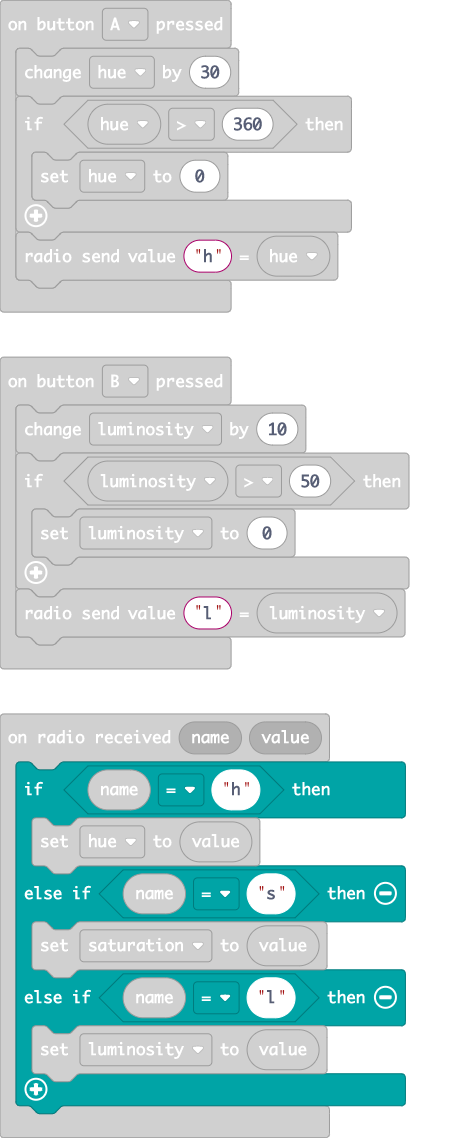 on button A pressed
change hue by 30
if hue > 360 then
set hue to 0
radio send value "h" = hue
on button B pressed
change luminosity by 10
if luminosity > 50 then
set luminosity to 0
radio send value "l" = luminosity
on radio received name value
if name = "h" then
set hue to value
else if name = "s" then
set saturation to value
else if name = "l" then
set luminosity to value